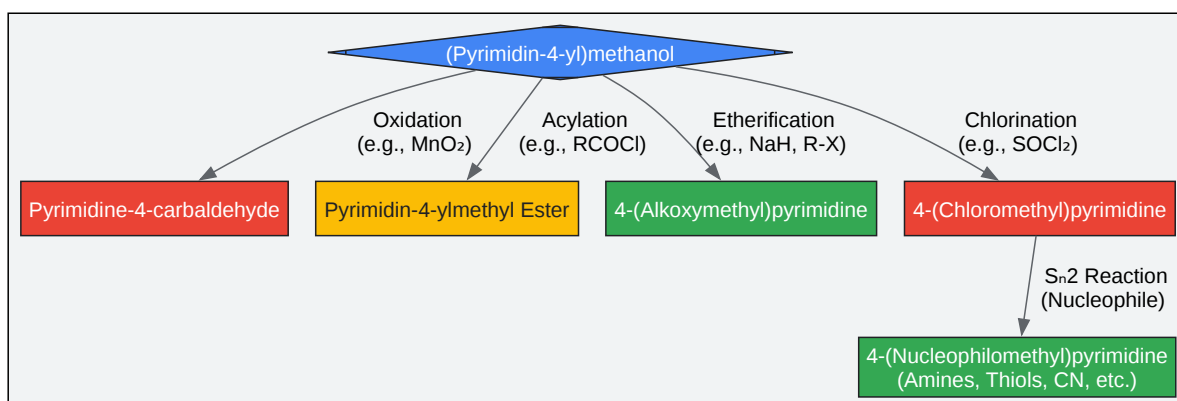 (Pyrimidin-4-yl)methanol
Oxidation
(e.g., MnO₂)
Acylation
(e.g., RCOCl)
Etherification
(e.g., NaH, R-X)
Chlorination
(e.g., SOCl₂)
Pyrimidine-4-carbaldehyde
Pyrimidin-4-ylmethyl Ester
4-(Alkoxymethyl)pyrimidine
4-(Chloromethyl)pyrimidine
Sₙ2 Reaction
(Nucleophile)
4-(Nucleophilomethyl)pyrimidine
(Amines, Thiols, CN, etc.)